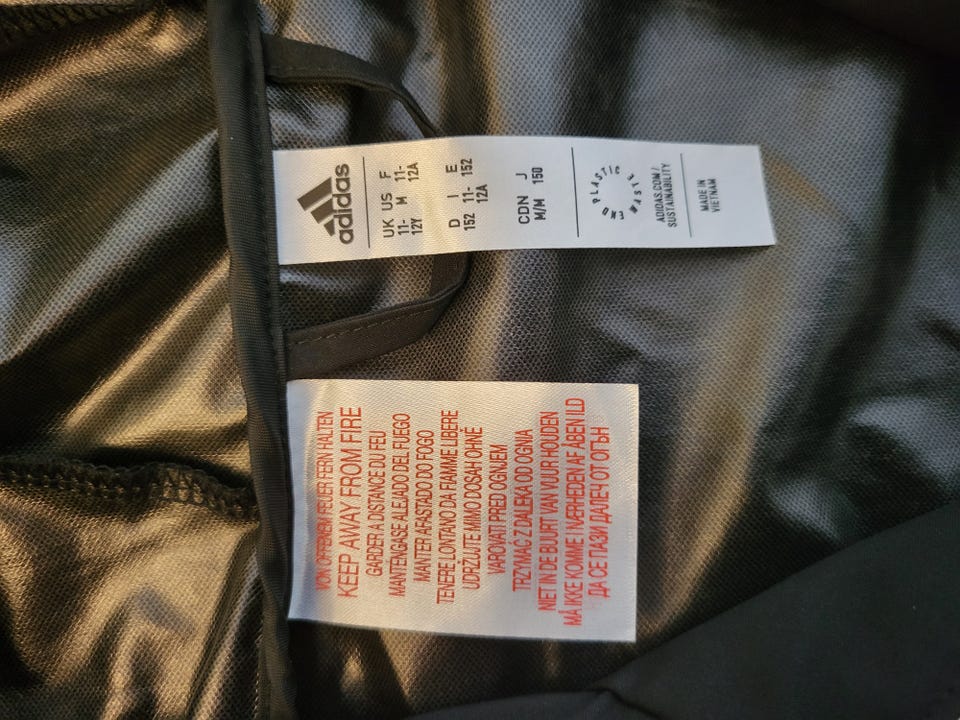 adidas
UK US F
11- M 11-
12Y 12A
D I E
152 11- 152
12A
CDN J
M/M 150
END PLASTIC WASTE
ADIDAS.COM/
SUSTAINABILITY
MADE IN
VIETNAM
VON OFFENEM FEUER FERN HALTEN
KEEP AWAY FROM FIRE
GARDER A DISTANCE DU FEU
MANTÉNGASE ALEJADO DEL FUEGO
MANTER AFASTADO DO FOGO
TENERE LONTANO DA FIAMME LIBERE
UDRŽUJTE MIMO DOSAH OHNĚ
VAROVATI PRED OGNJEM
TRZYMAĆ Z DALEKA OD OGNIA
NIET IN DE BUURT VAN VUUR HOUDEN
MÅ IKKE KOMME I NÆRHEDEN AF ÅBEN ILD
ДА СЕ ПАЗИ ДАЛЕЧ ОТ ОГЪН